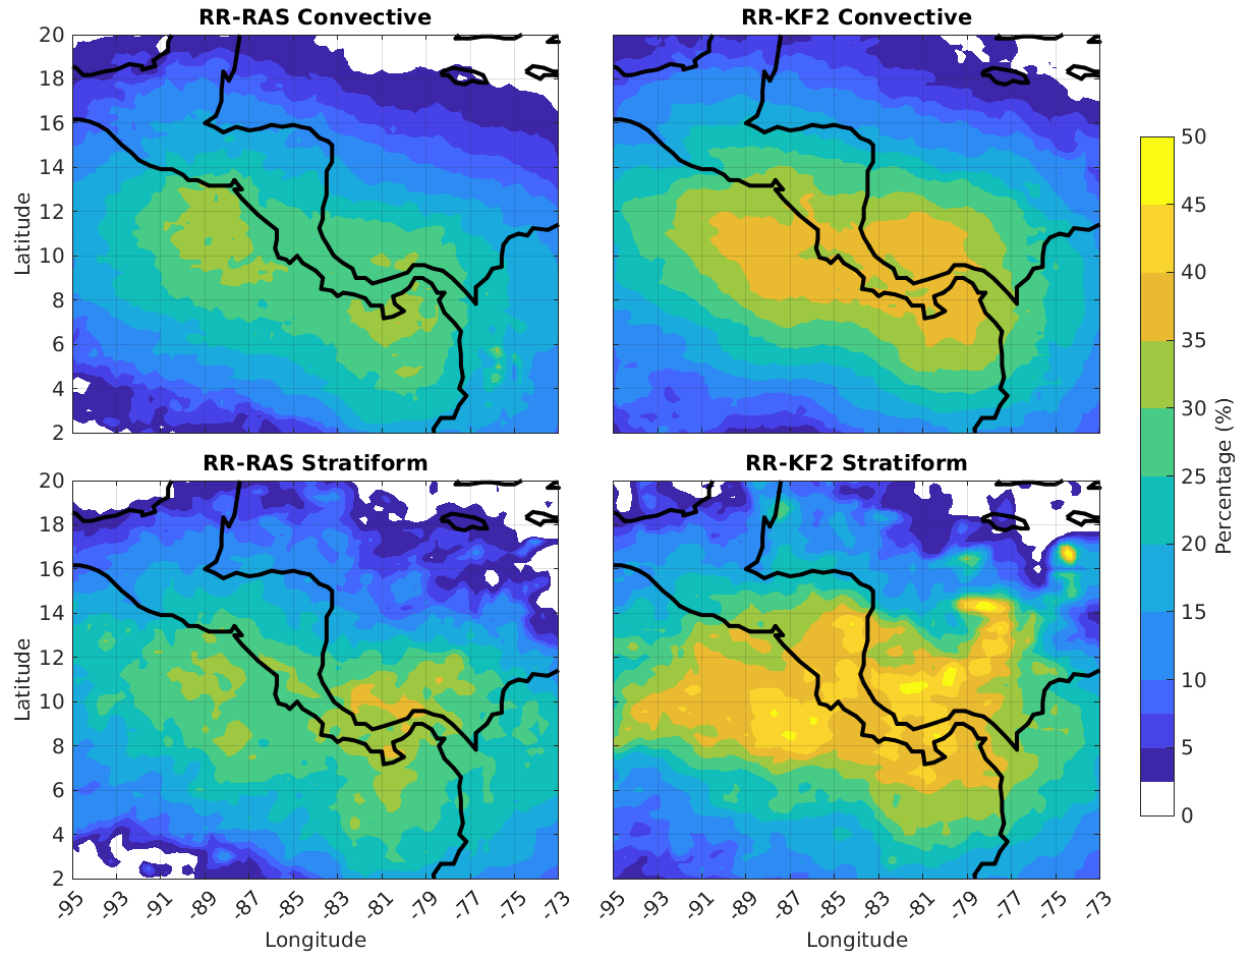 RR-RAS Convective
RR-KF2 Convective
20
18
16
14
12
10
8
6
4
2
Latitude
RR-RAS Stratiform
RR-KF2 Stratiform
20
18
16
14
12
10
8
6
4
2
Latitude
-95 -93 -91 -89 -87 -85 -83 -81 -79 -77 -75 -73
Longitude
-95 -93 -91 -89 -87 -85 -83 -81 -79 -77 -75 -73
Longitude
50
45
40
35
30
25
20
15
10
5
0
Percentage (%)